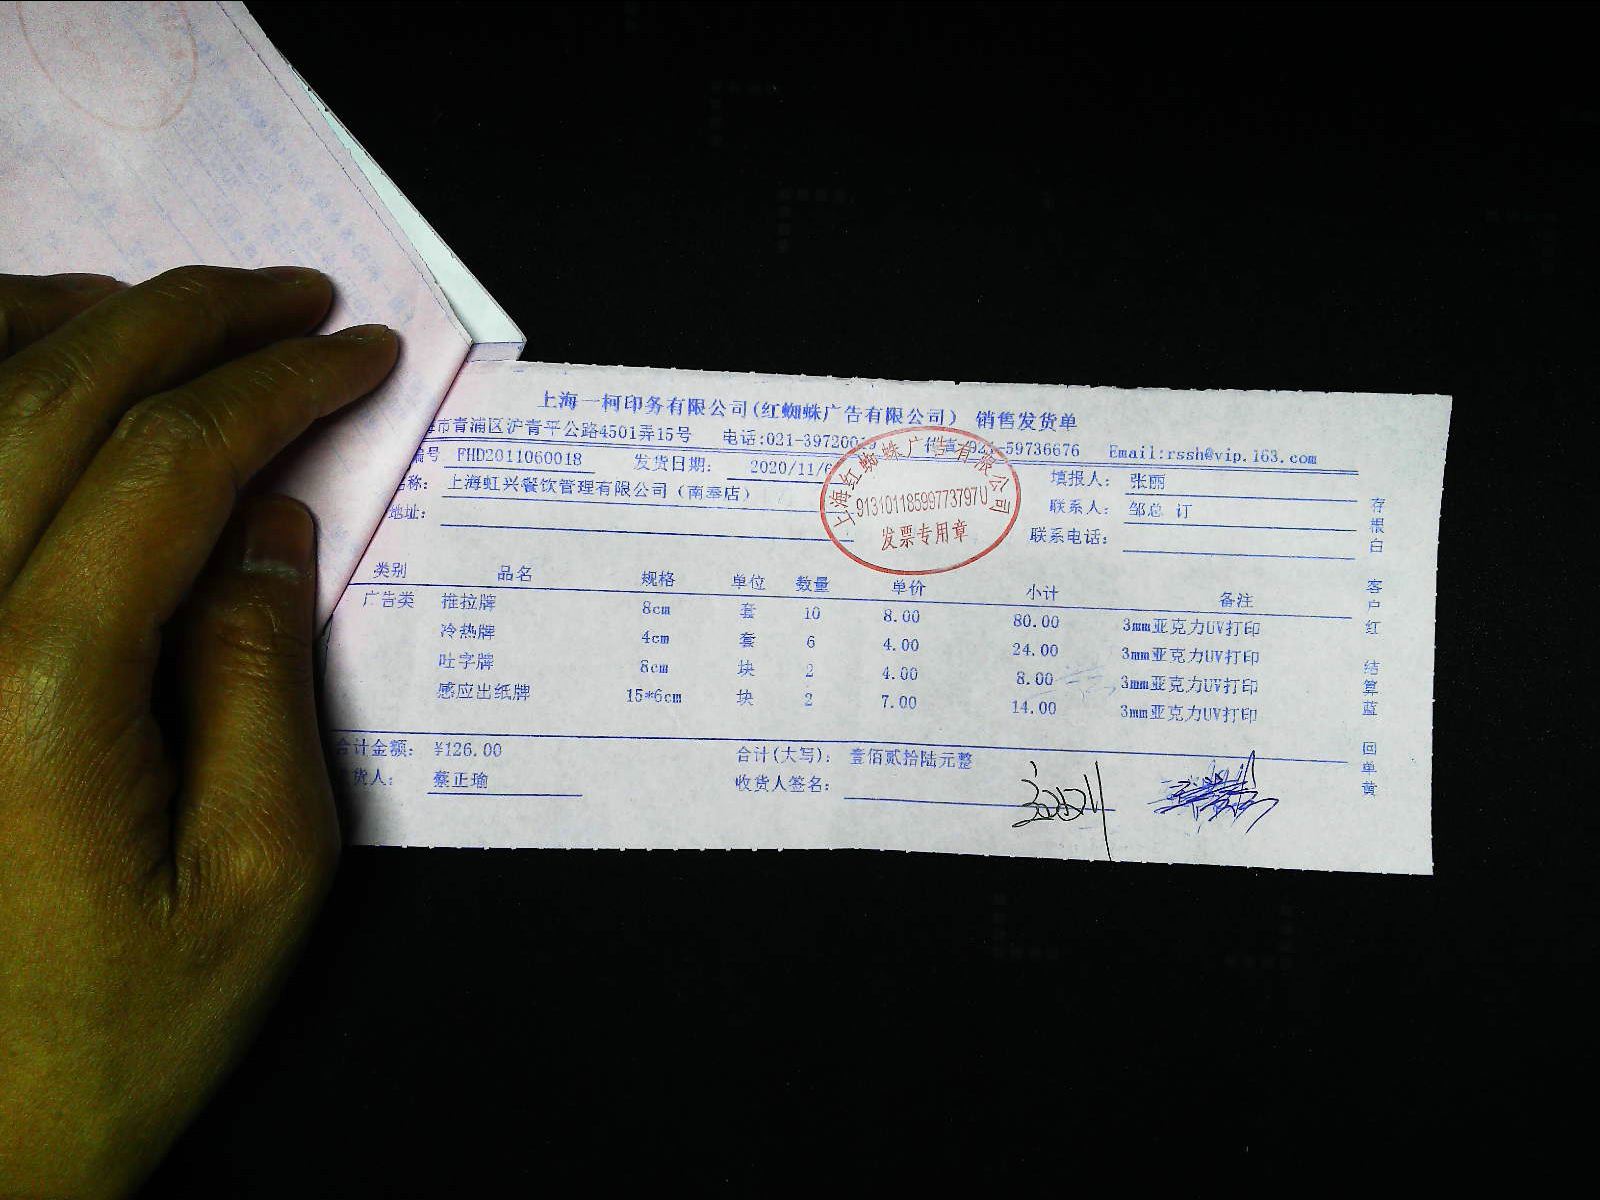 上海一柯印务有限公司(红蜘蛛广告有限公司) 销售发货单
市青浦区沪青平公路4501弄15号 电话:021-3972001 59736676 Email:rssh@vip.163.com
编号 FHD2011060018 发货日期: 2020/11/6 填报人: 张丽
名称: 上海虹兴餐饮管理有限公司(南奉店) 联系人: 邹总 订
地址: 联系电话:
上海红蜘蛛广告有限公司
91310118599773797U
发票专用章
类别 品名 规格 单位 数量 单价 小计 备注
广告类 推拉牌 8cm 套 10 8.00 80.00 3mm亚克力UV打印
冷热牌 4cm 套 6 4.00 24.00 3mm亚克力UV打印
吐字牌 8cm 块 2 4.00 8.00 3mm亚克力UV打印
感应出纸牌 15*6cm 块 2 7.00 14.00 3mm亚克力UV打印
合计金额: ¥126.00 合计(大写): 壹佰贰拾陆元整
货人: 蔡正瑜 收货人签名:
存根白 客户红 结算蓝 回单黄